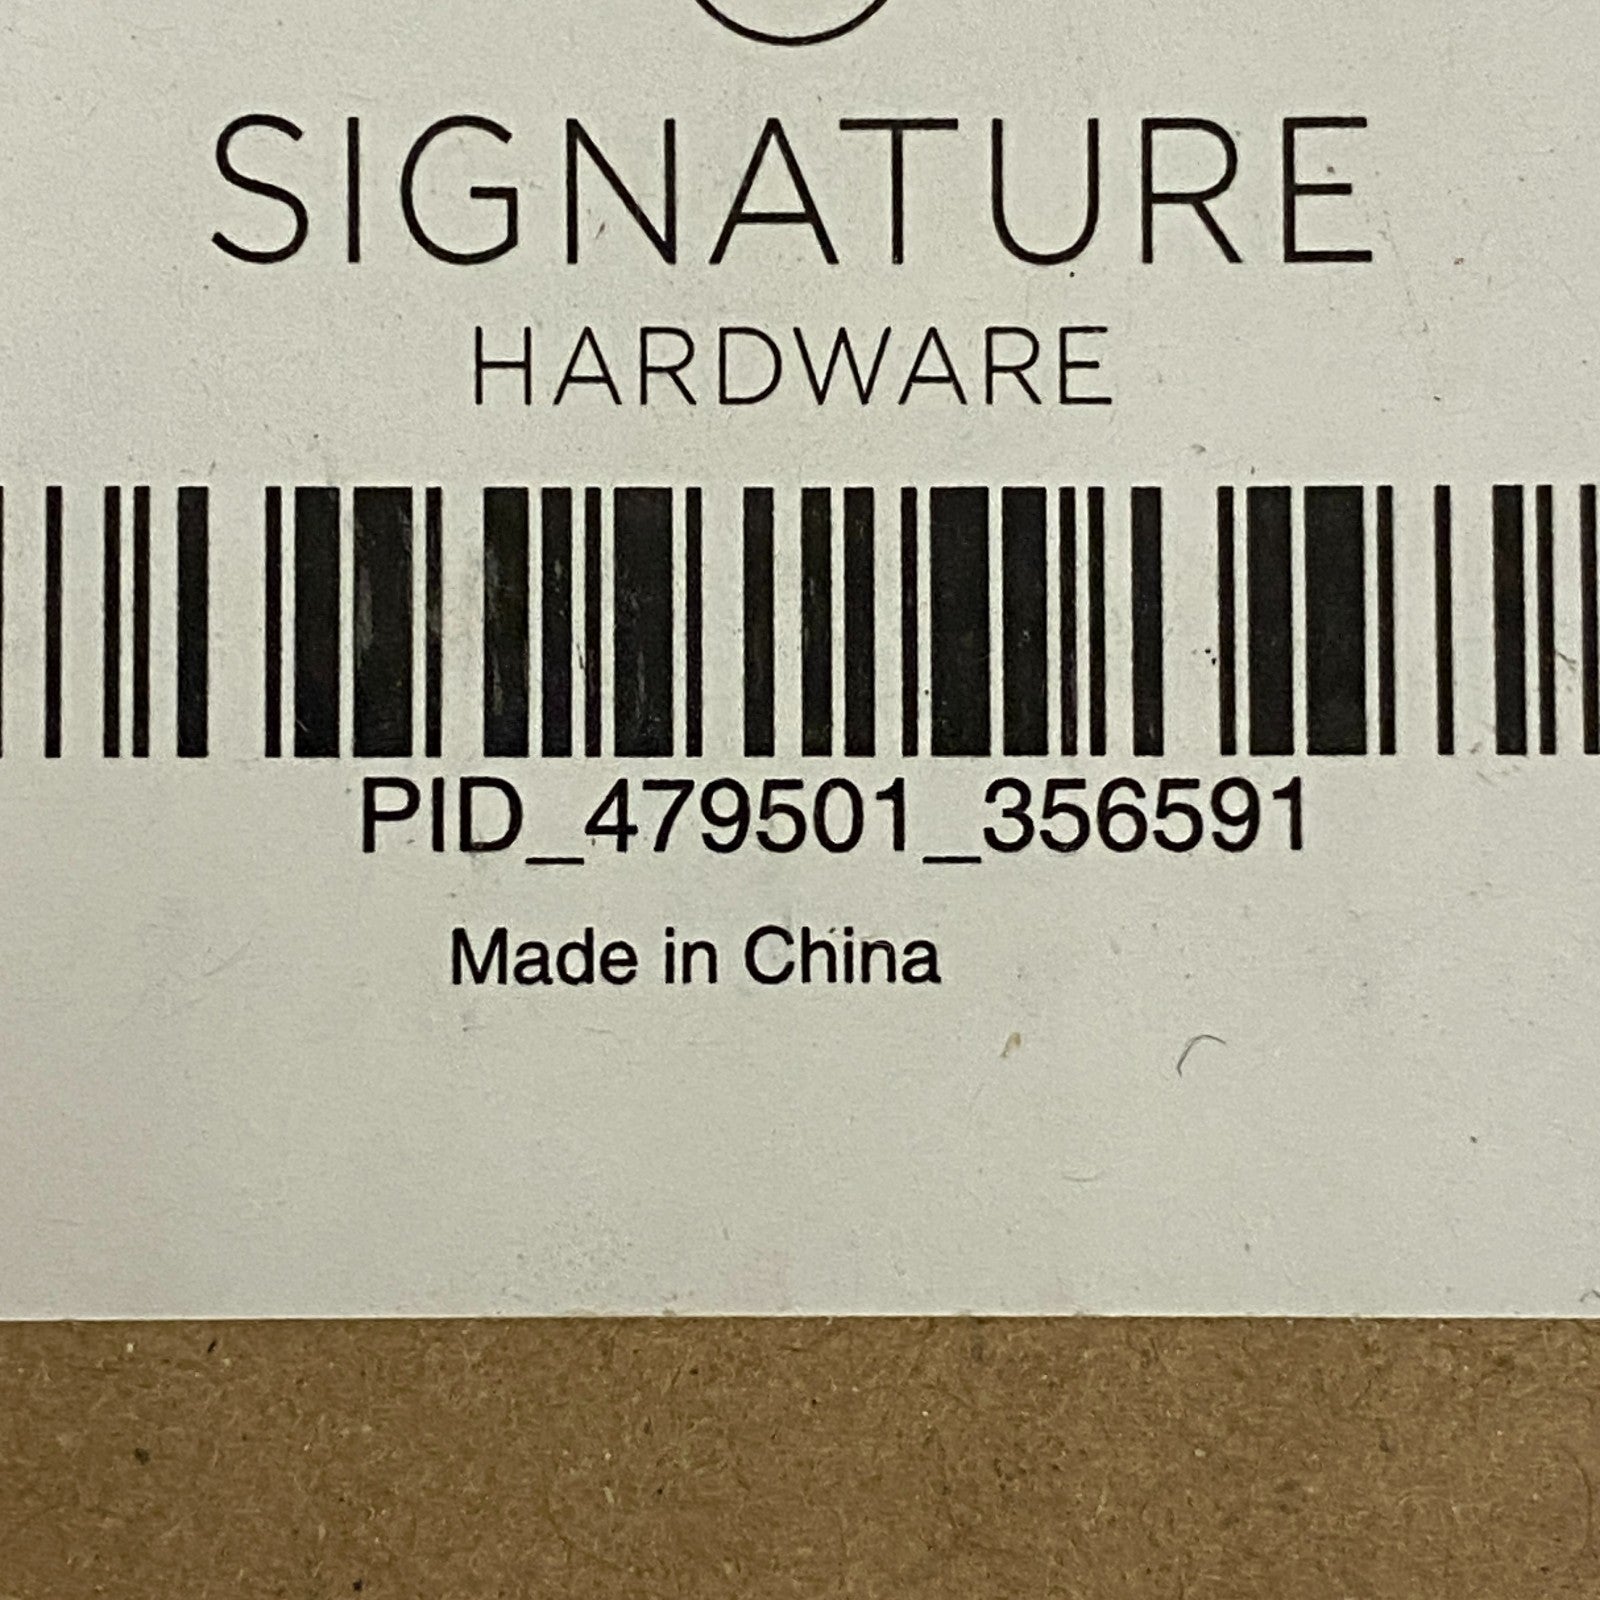 SIGNATURE
HARDWARE
PID_479501_356591
Made in China